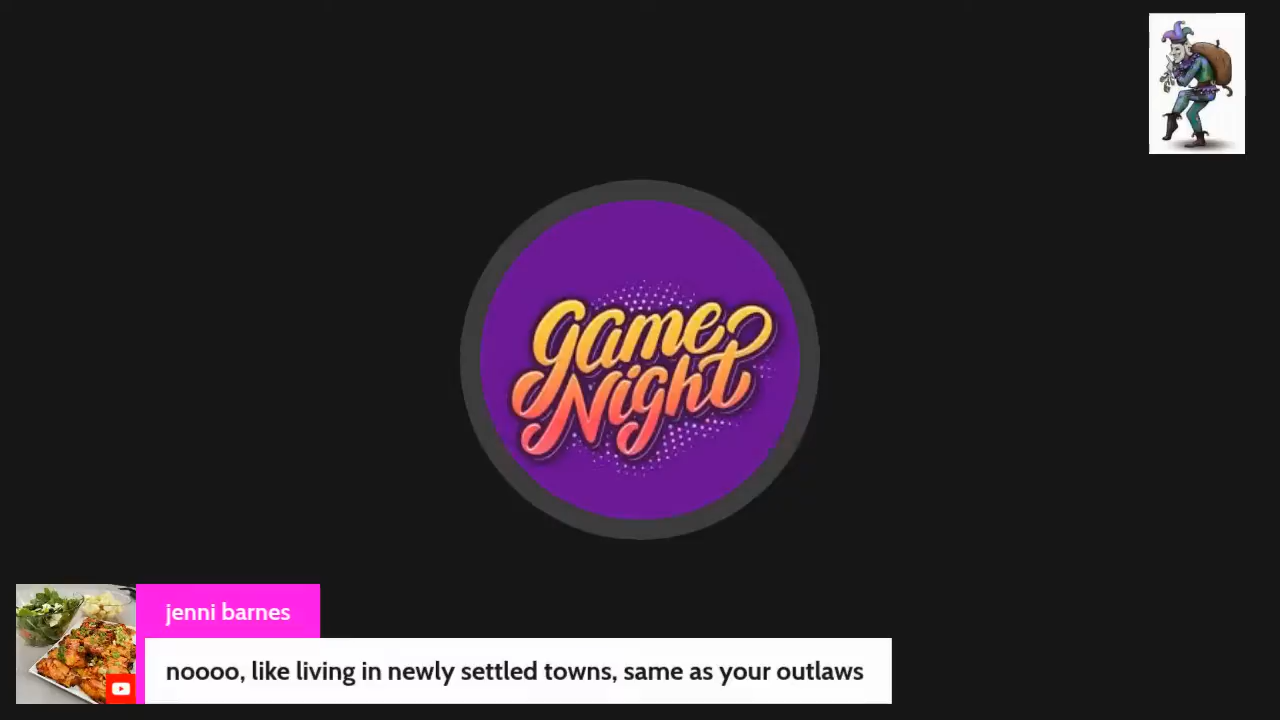 Game
Night
jenni barnes
noooo, like living in newly settled towns, same as your outlaws